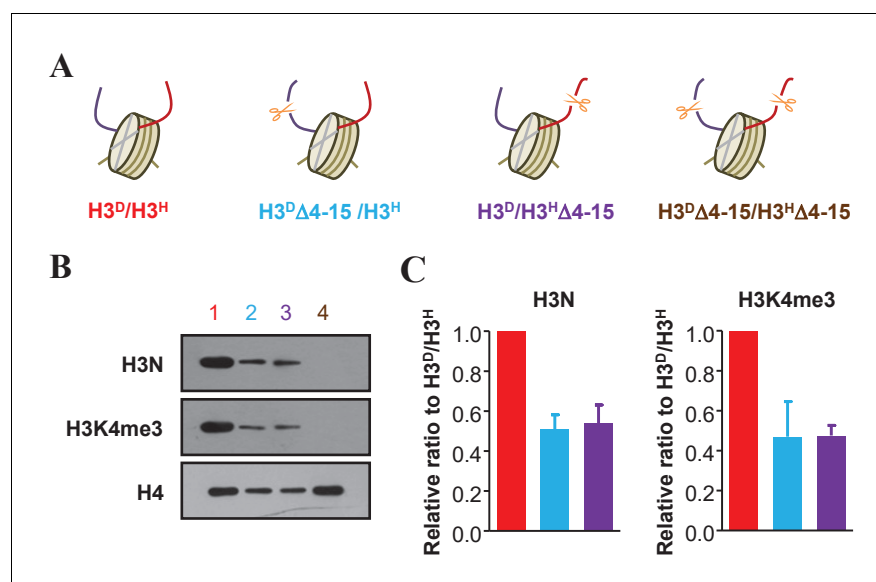 A
H3ᴰ/H3ᴴ
H3ᴰΔ4-15 /H3ᴴ
H3ᴰ/H3ᴴΔ4-15
H3ᴰΔ4-15/H3ᴴΔ4-15
B
1 2 3 4
H3N
H3K4me3
H4
C
H3N
Relative ratio to H3ᴰ/H3ᴴ
1.0
0.8
0.6
0.4
0.2
0.0
H3K4me3
Relative ratio to H3ᴰ/H3ᴴ
1.0
0.8
0.6
0.4
0.2
0.0